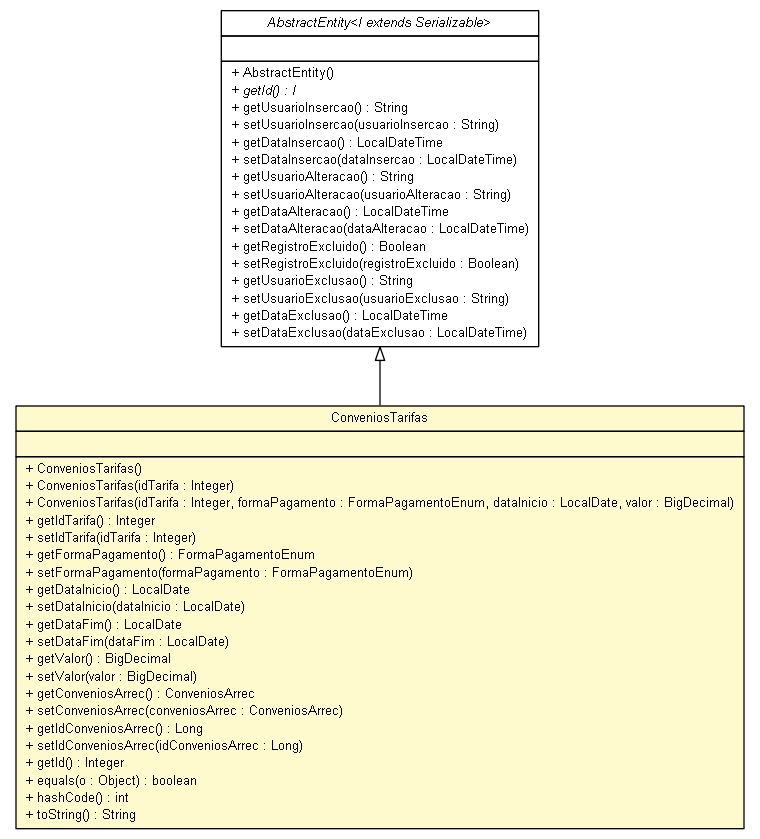 AbstractEntity<I extends Serializable>
+ AbstractEntity()
+ getId() : I
+ getUsuarioInsercao() : String
+ setUsuarioInsercao(usuarioInsercao : String)
+ getDataInsercao() : LocalDateTime
+ setDataInsercao(dataInsercao : LocalDateTime)
+ getUsuarioAlteracao() : String
+ setUsuarioAlteracao(usuarioAlteracao : String)
+ getDataAlteracao() : LocalDateTime
+ setDataAlteracao(dataAlteracao : LocalDateTime)
+ getRegistroExcluido() : Boolean
+ setRegistroExcluido(registroExcluido : Boolean)
+ getUsuarioExclusao() : String
+ setUsuarioExclusao(usuarioExclusao : String)
+ getDataExclusao() : LocalDateTime
+ setDataExclusao(dataExclusao : LocalDateTime)
ConveniosTarifas
+ ConveniosTarifas()
+ ConveniosTarifas(idTarifa : Integer)
+ ConveniosTarifas(idTarifa : Integer, formaPagamento : FormaPagamentoEnum, dataInicio : LocalDate, valor : BigDecimal)
+ getIdTarifa() : Integer
+ setIdTarifa(idTarifa : Integer)
+ getFormaPagamento() : FormaPagamentoEnum
+ setFormaPagamento(formaPagamento : FormaPagamentoEnum)
+ getDataInicio() : LocalDate
+ setDataInicio(dataInicio : LocalDate)
+ getDataFim() : LocalDate
+ setDataFim(dataFim : LocalDate)
+ getValor() : BigDecimal
+ setValor(valor : BigDecimal)
+ getConveniosArrec() : ConveniosArrec
+ setConveniosArrec(conveniosArrec : ConveniosArrec)
+ getIdConveniosArrec() : Long
+ setIdConveniosArrec(idConveniosArrec : Long)
+ getId() : Integer
+ equals(o : Object) : boolean
+ hashCode() : int
+ toString() : String